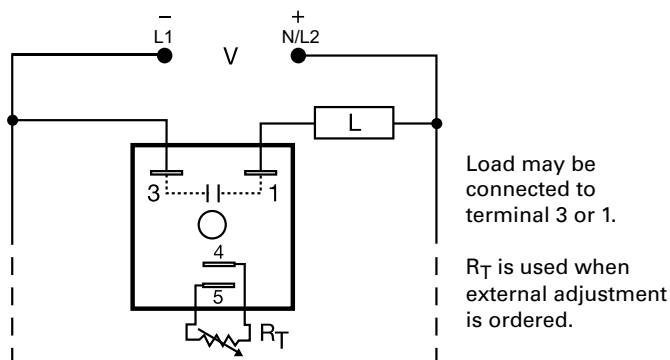 – +
L1 V N/L2
L
3 1
4
5
RT
Load may be
connected to
terminal 3 or 1.
RT is used when
external adjustment
is ordered.